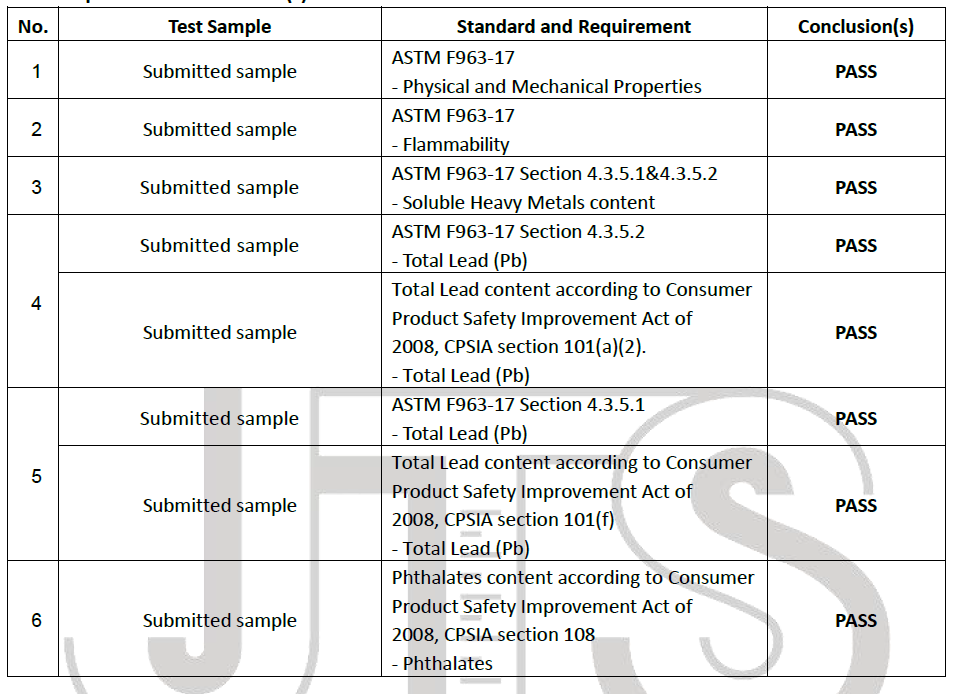 No. Test Sample Standard and Requirement Conclusion(s)
1 Submitted sample ASTM F963-17
- Physical and Mechanical Properties PASS
2 Submitted sample ASTM F963-17
- Flammability PASS
3 Submitted sample ASTM F963-17 Section 4.3.5.1&4.3.5.2
- Soluble Heavy Metals content PASS
4 Submitted sample ASTM F963-17 Section 4.3.5.2
- Total Lead (Pb) PASS
Submitted sample Total Lead content according to Consumer
Product Safety Improvement Act of
2008, CPSIA section 101(a)(2).
- Total Lead (Pb) PASS
5 Submitted sample ASTM F963-17 Section 4.3.5.1
- Total Lead (Pb) PASS
Submitted sample Total Lead content according to Consumer
Product Safety Improvement Act of
2008, CPSIA section 101(f)
- Total Lead (Pb) PASS
6 Submitted sample Phthalates content according to Consumer
Product Safety Improvement Act of
2008, CPSIA section 108
- Phthalates PASS
JTS